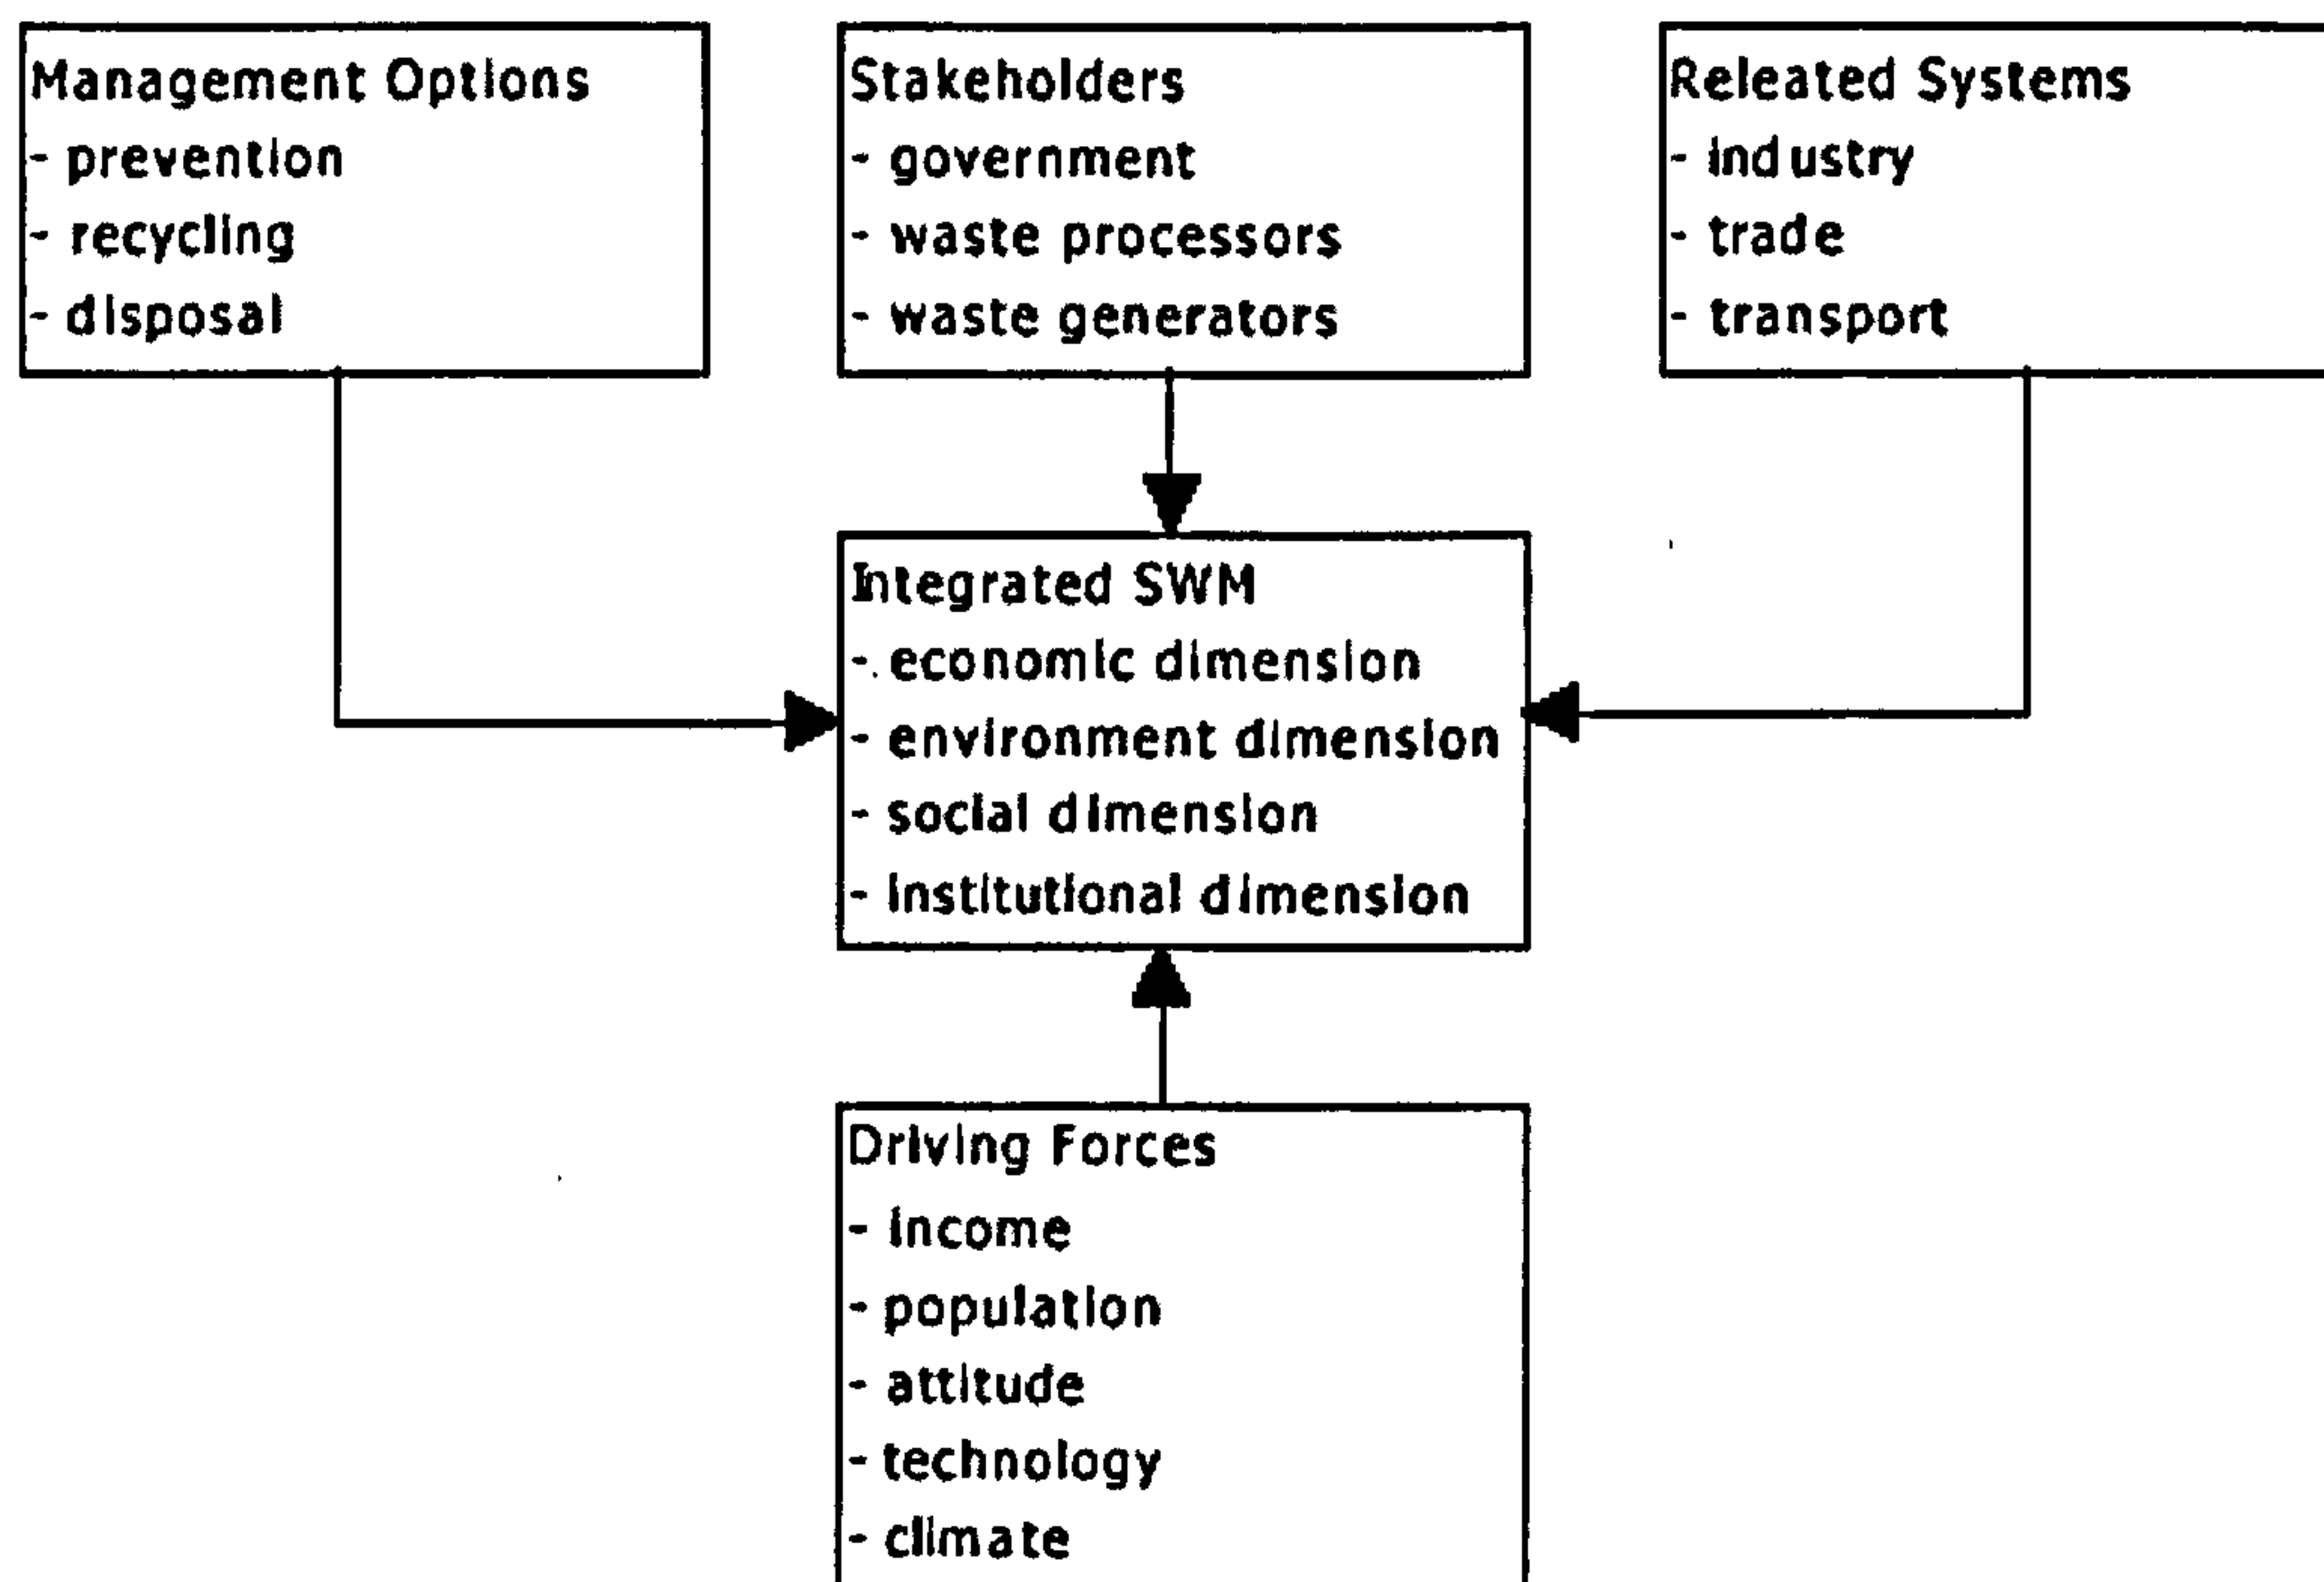 Management Options
- prevention
- recycling
- disposal
Stakeholders
- government
- waste processors
- waste generators
Releated Systems
- industry
- trade
- transport
Integrated SWM
- economic dimension
- environment dimension
- social dimension
- institutional dimension
Driving Forces
- income
- population
- attitude
- technology
- climate